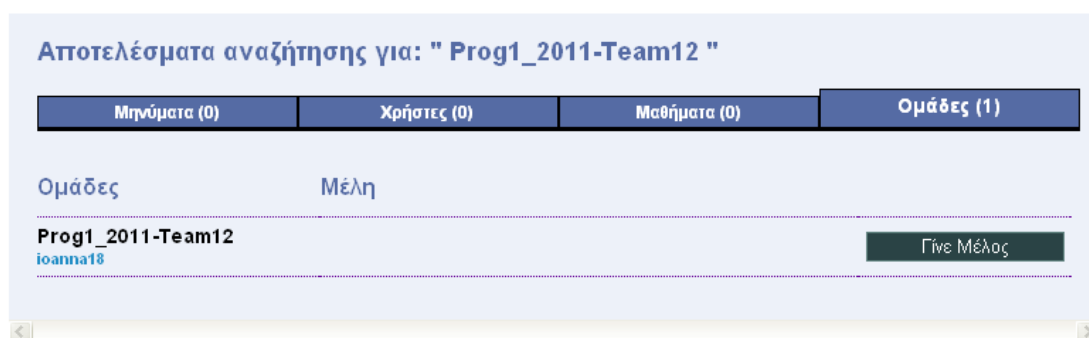 Αποτελέσματα αναζήτησης για: " Prog1_2011-Team12 "
Μηνύματα (0) Χρήστες (0) Μαθήματα (0) Ομάδες (1)
Ομάδες Μέλη
Prog1_2011-Team12
ioanna18
Γίνε Μέλος